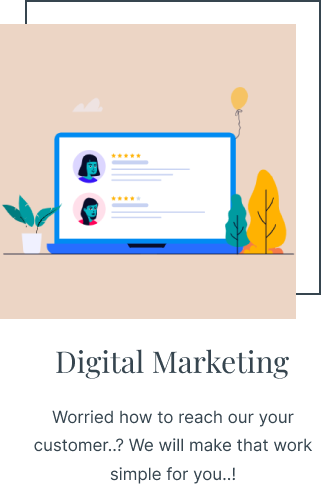 Digital Marketing
Worried how to reach our your
customer..? We will make that work
simple for you..!